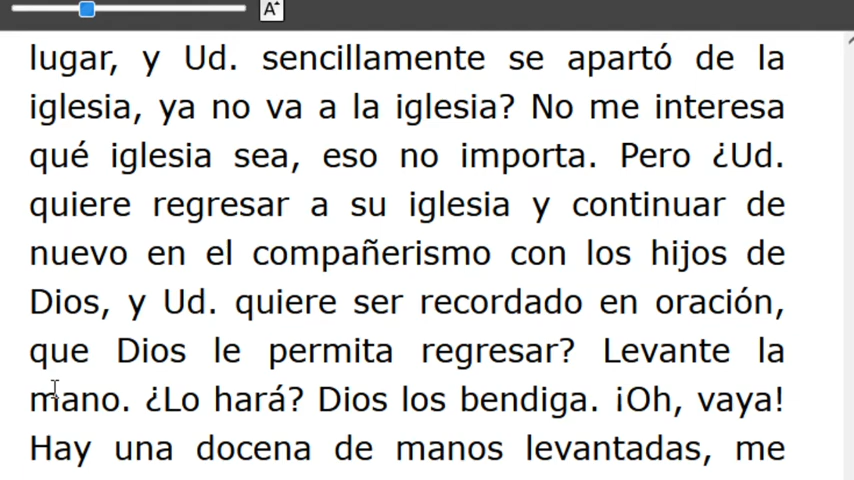 A
lugar, y Ud. sencillamente se apartó de la
iglesia, ya no va a la iglesia? No me interesa
qué iglesia sea, eso no importa. Pero ¿Ud.
quiere regresar a su iglesia y continuar de
nuevo en el compañerismo con los hijos de
Dios, y Ud. quiere ser recordado en oración,
que Dios le permita regresar? Levante la
mano. ¿Lo hará? Dios los bendiga. ¡Oh, vaya!
Hay una docena de manos levantadas, me